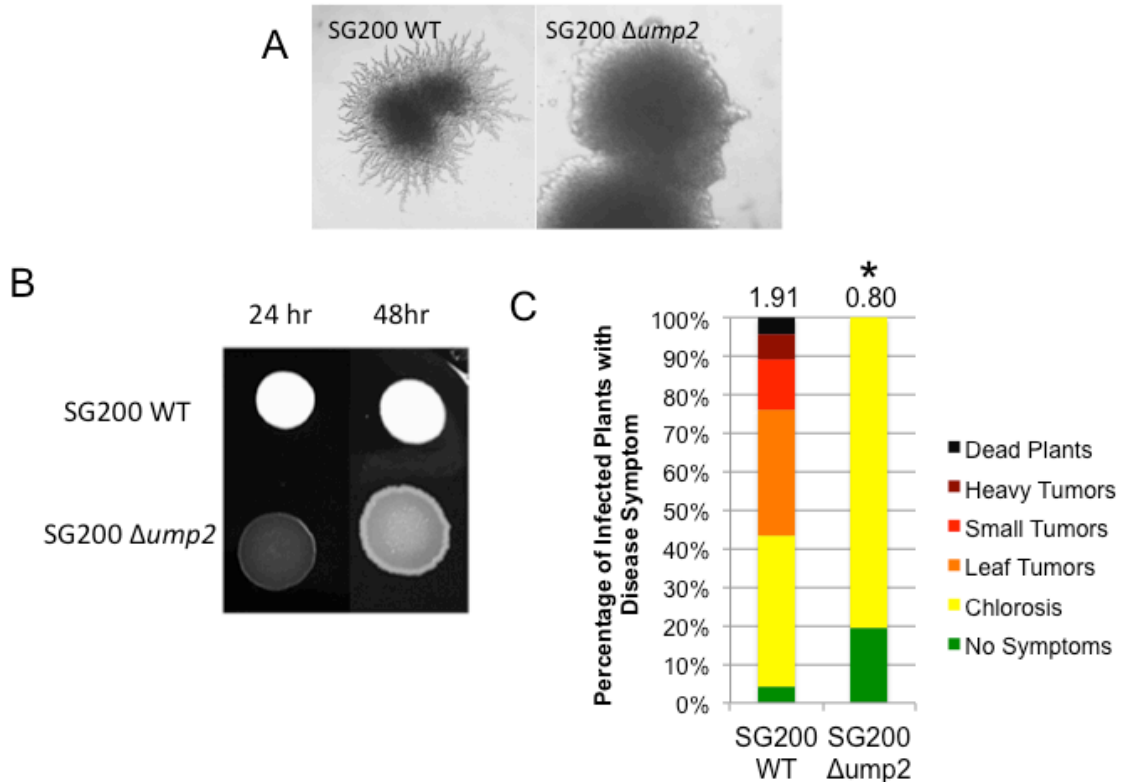 A
SG200 WT
SG200 Δump2
B
24 hr
48hr
SG200 WT
SG200 Δump2
C
*
1.91
0.80
Percentage of Infected Plants with
Disease Symptom
100%
90%
80%
70%
60%
50%
40%
30%
20%
10%
0%
SG200
WT
SG200
Δump2
Dead Plants
Heavy Tumors
Small Tumors
Leaf Tumors
Chlorosis
No Symptoms